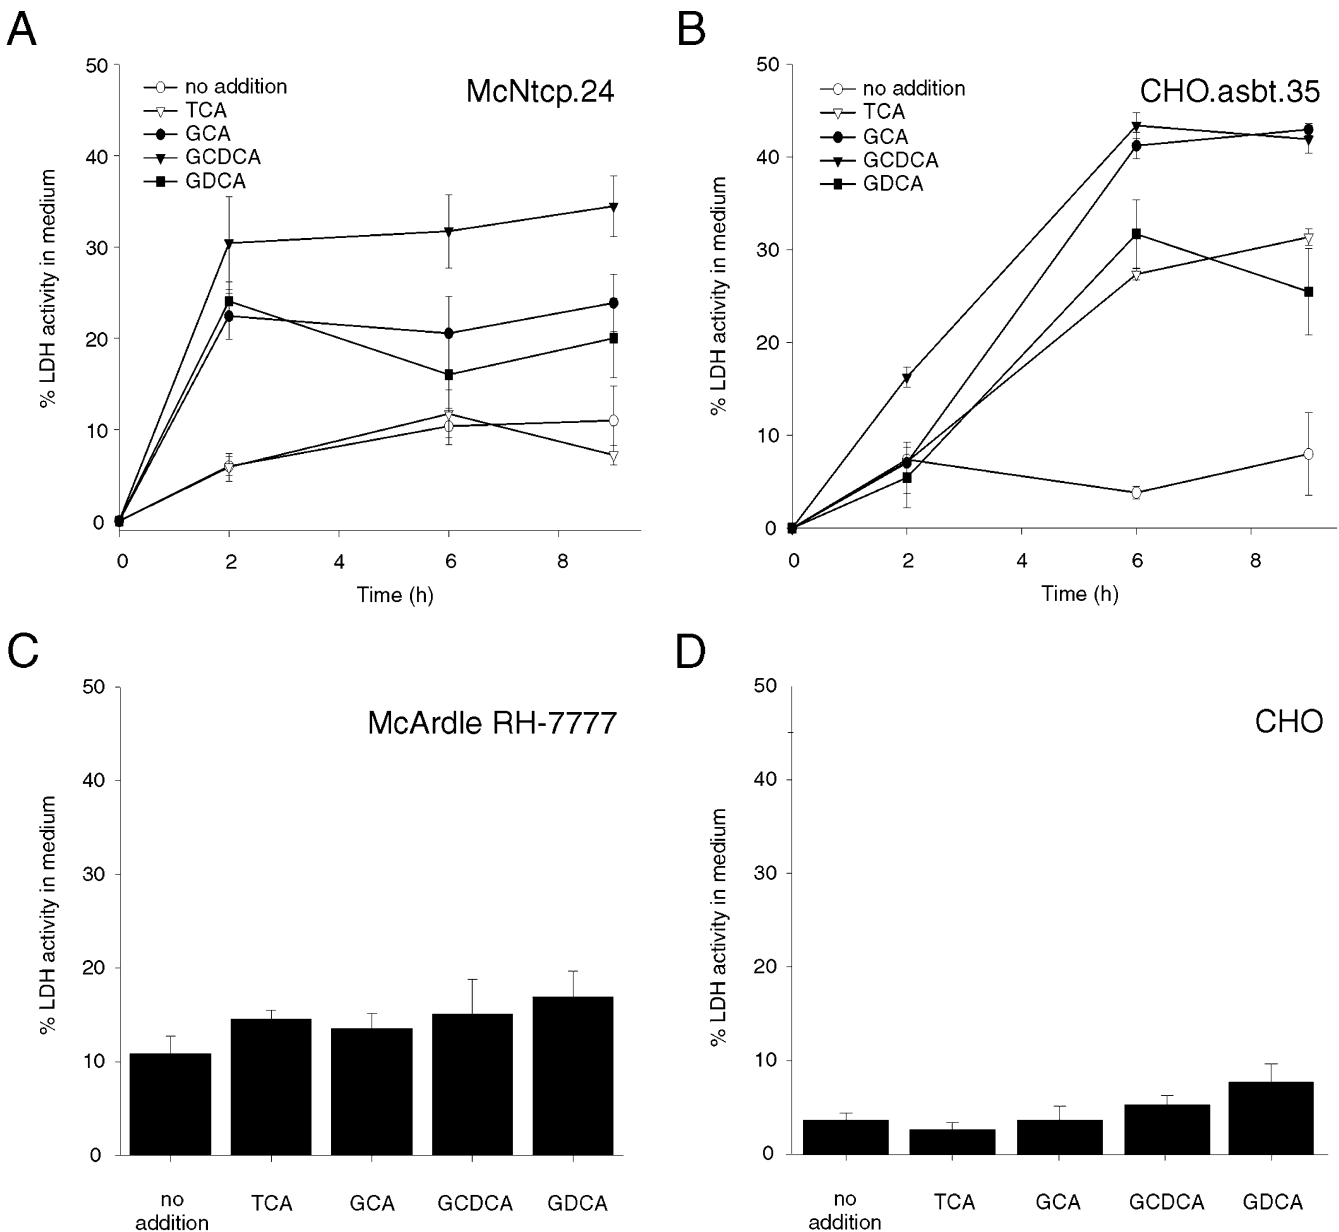 A
50
40
30
20
10
0
% LDH activity in medium
no addition
TCA
GCA
GCDCA
GDCA
McNtcp.24
0 2 4 6 8
Time (h)
B
50
40
30
20
10
0
% LDH activity in medium
no addition
TCA
GCA
GCDCA
GDCA
CHO.asbt.35
0 2 4 6 8
Time (h)
C
50
40
30
20
10
0
% LDH activity in medium
McArdle RH-7777
no
addition
TCA GCA GCDCA GDCA
D
50
40
30
20
10
0
% LDH activity in medium
CHO
no
addition
TCA GCA GCDCA GDCA